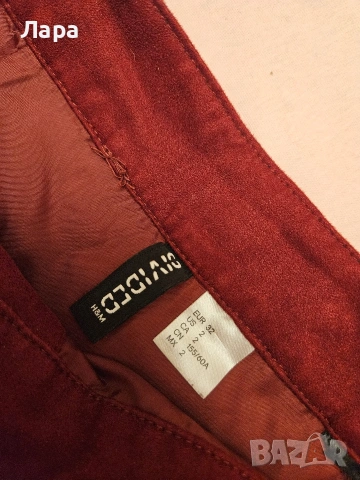 Лара
DIVIDED
H&M
EUR 32
US 2
CA 2
CN 155/60A
MX 2
BAZAR